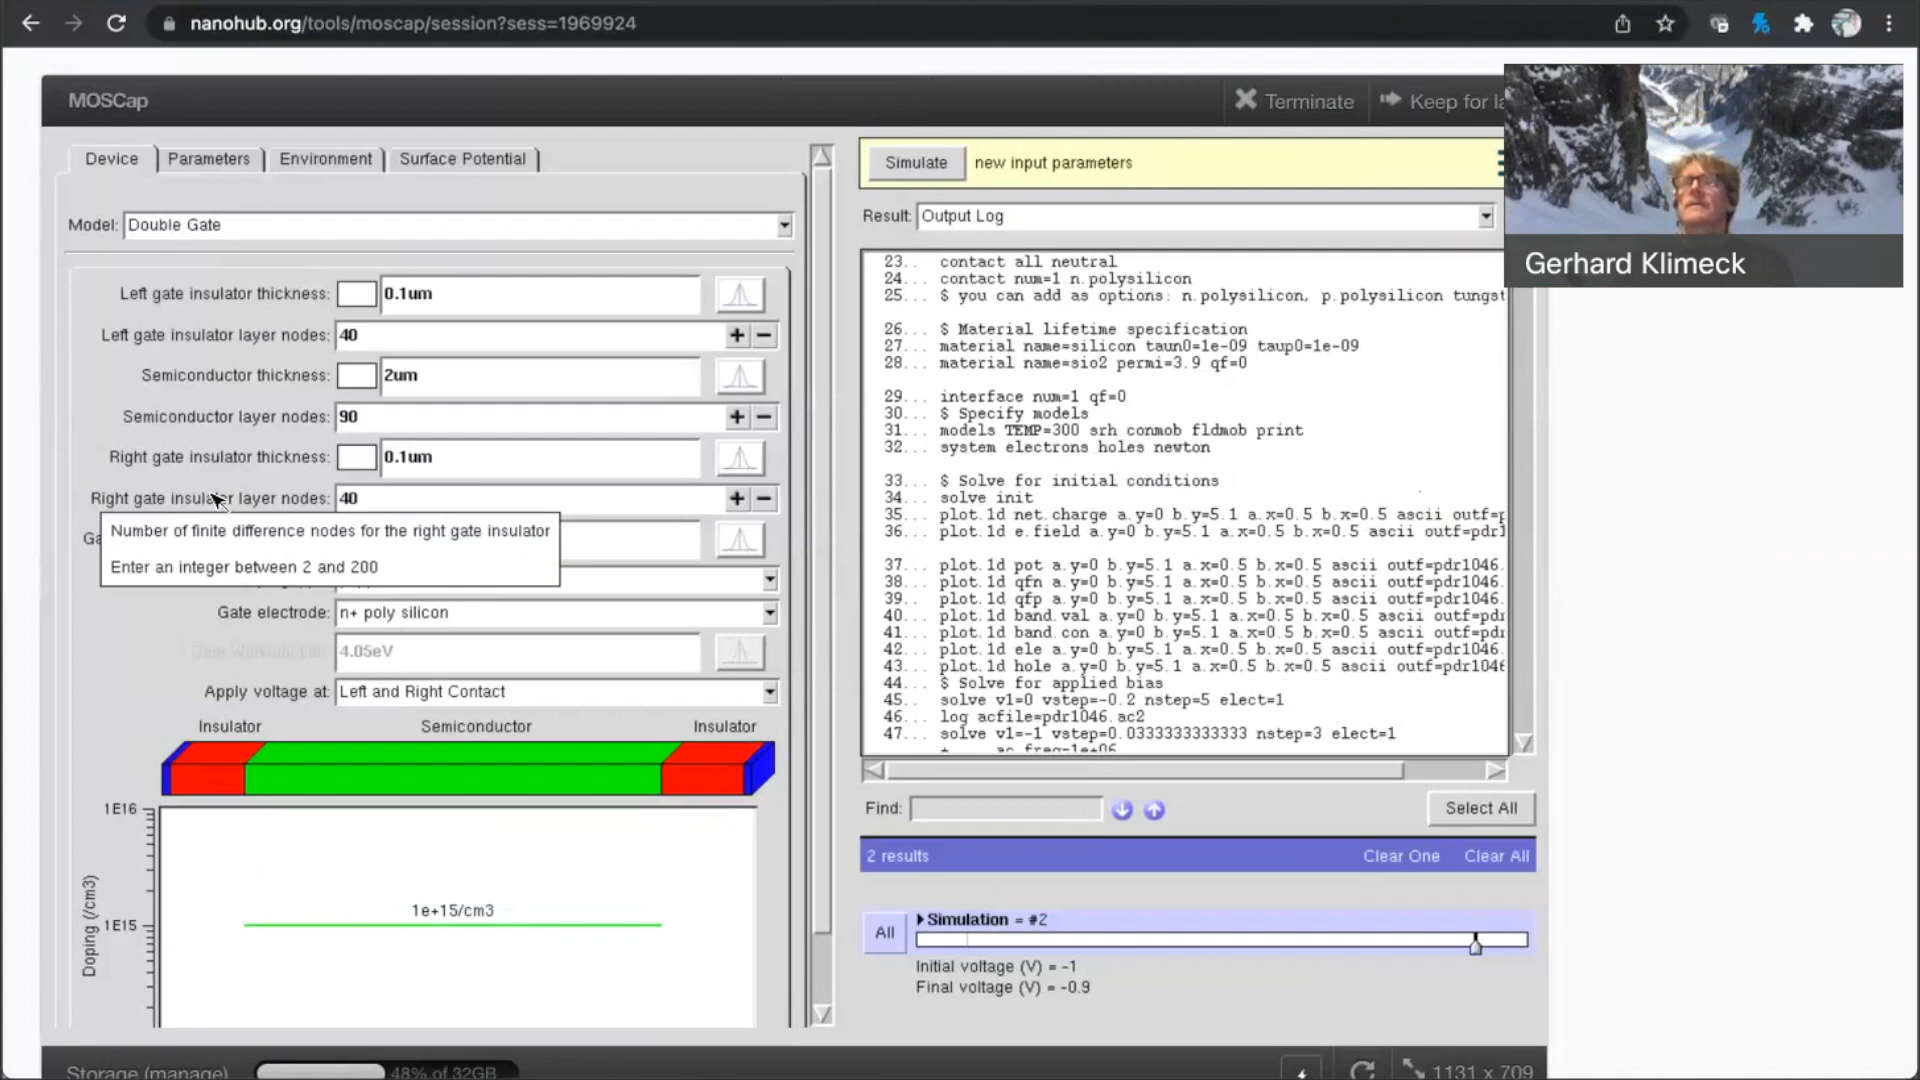 nanohub.org/tools/moscap/session?sess=1969924
MOSCap
Terminate
Keep for la
Gerhard Klimeck
Device
Parameters
Environment
Surface Potential
Model: Double Gate
Left gate insulator thickness: 0.1um
Left gate insulator layer nodes: 40
Semiconductor thickness: 2um
Semiconductor layer nodes: 90
Right gate insulator thickness: 0.1um
Right gate insulator layer nodes: 40
Number of finite difference nodes for the right gate insulator
Enter an integer between 2 and 200
Ga
Gate electrode: n+ poly silicon
4.05eV
Apply voltage at: Left and Right Contact
Insulator
Semiconductor
Insulator
1E16
1E15
Doping (/cm3)
1e+15/cm3
Simulate
new input parameters
Result: Output Log
23... contact all neutral
24... contact num=1 n.polysilicon
25... $ you can add as options: n.polysilicon, p.polysilicon tungst
26... $ Material lifetime specification
27... material name=silicon taun0=1e-09 taup0=1e-09
28... material name=sio2 permi=3.9 qf=0
29... interface num=1 qf=0
30... $ Specify models
31... models TEMP=300 srh conmob fldmob print
32... system electrons holes newton
33... $ Solve for initial conditions
34... solve init
35... plot.1d net.charge a.y=0 b.y=5.1 a.x=0.5 b.x=0.5 ascii outf=p
36... plot.1d e.field a.y=0 b.y=5.1 a.x=0.5 b.x=0.5 ascii outf=pdr1
37... plot.1d pot a.y=0 b.y=5.1 a.x=0.5 b.x=0.5 ascii outf=pdr1046.
38... plot.1d qfn a.y=0 b.y=5.1 a.x=0.5 b.x=0.5 ascii outf=pdr1046.
39... plot.1d qfp a.y=0 b.y=5.1 a.x=0.5 b.x=0.5 ascii outf=pdr1046.
40... plot.1d band.val a.y=0 b.y=5.1 a.x=0.5 b.x=0.5 ascii outf=pdr
41... plot.1d band.con a.y=0 b.y=5.1 a.x=0.5 b.x=0.5 ascii outf=pdr
42... plot.1d ele a.y=0 b.y=5.1 a.x=0.5 b.x=0.5 ascii outf=pdr1046.
43... plot.1d hole a.y=0 b.y=5.1 a.x=0.5 b.x=0.5 ascii outf=pdr1046
44... $ Solve for applied bias
45... solve v1=0 vstep=-0.2 nstep=5 elect=1
46... log acfile=pdr1046.ac2
47... solve v1=-1 vstep=0.0333333333333 nstep=3 elect=1
+ ac freq=1e+06
Find:
Select All
2 results
Clear One
Clear All
All
Simulation = #2
Initial voltage (V) = -1
Final voltage (V) = -0.9
Storage (manage)
48% of 32GB
1131 x 709